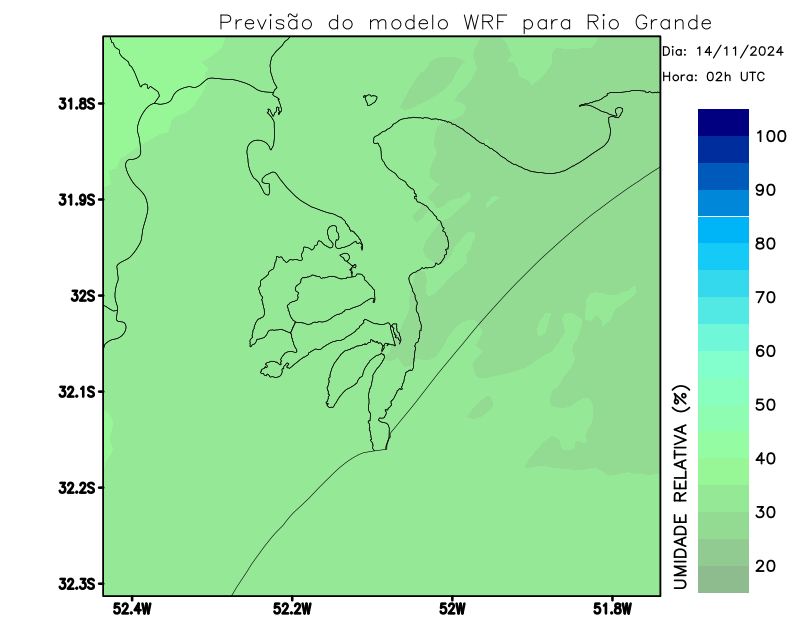 Previsão do modelo WRF para Rio Grande
Dia: 14/11/2024
Hora: 02h UTC
31.8S
31.9S
32S
32.1S
32.2S
32.3S
52.4W
52.2W
52W
51.8W
100
90
80
70
60
50
40
30
20
UMIDADE RELATIVA (%)